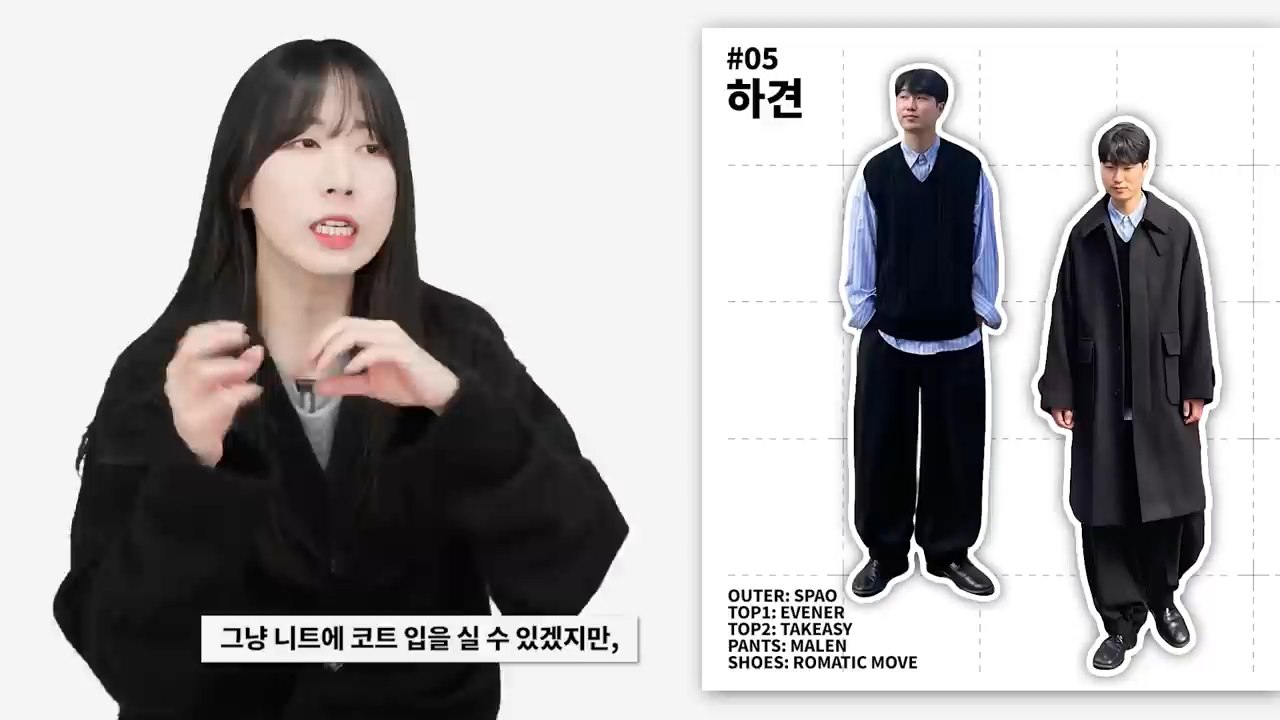 #05
하견
OUTER: SPAO
TOP1: EVENER
TOP2: TAKEASY
PANTS: MALEN
SHOES: ROMATIC MOVE
그냥 니트에 코트 입을 실 수 있겠지만,